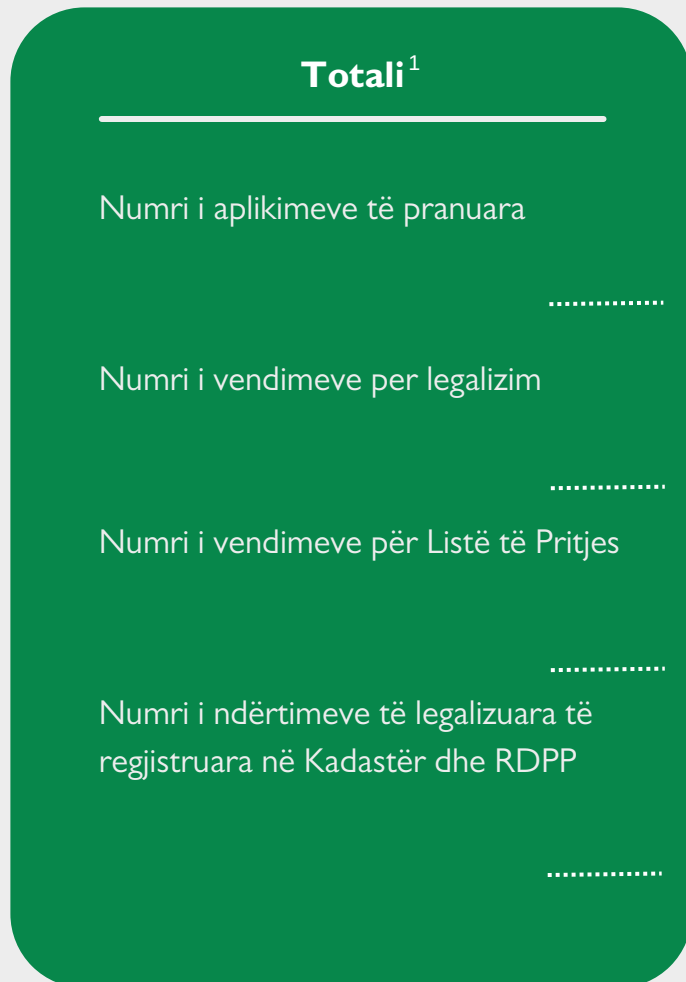 Totali¹
Numri i aplikimeve të pranuara
Numri i vendimeve per legalizim
Numri i vendimeve për Listë të Pritjes
Numri i ndërtimeve të legalizuara të
regjistruara në Kadastër dhe RDPP